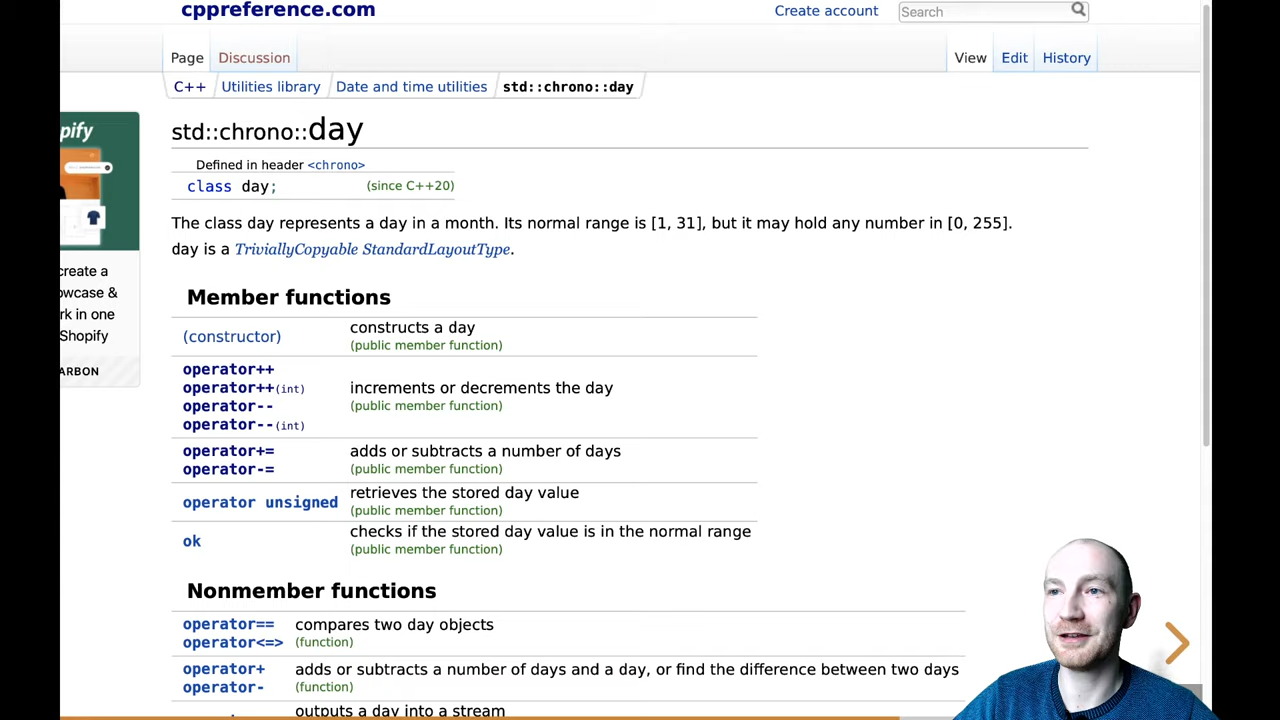 cppreference.com
Create account
Search
Page
Discussion
View
Edit
History
C++
Utilities library
Date and time utilities
std::chrono::day
pify
create a
owcase &
rk in one
Shopify
ARBON
std::chrono::day
Defined in header <chrono>
class day; (since C++20)
The class day represents a day in a month. Its normal range is [1, 31], but it may hold any number in [0, 255].
day is a TriviallyCopyable StandardLayoutType.
Member functions
(constructor)
constructs a day
(public member function)
operator++
operator++(int)
operator--
operator--(int)
increments or decrements the day
(public member function)
operator+=
operator-=
adds or subtracts a number of days
(public member function)
operator unsigned
retrieves the stored day value
(public member function)
ok
checks if the stored day value is in the normal range
(public member function)
Nonmember functions
operator==
operator<=>
compares two day objects
(function)
operator+
operator-
adds or subtracts a number of days and a day, or find the difference between two days
(function)
outputs a day into a stream